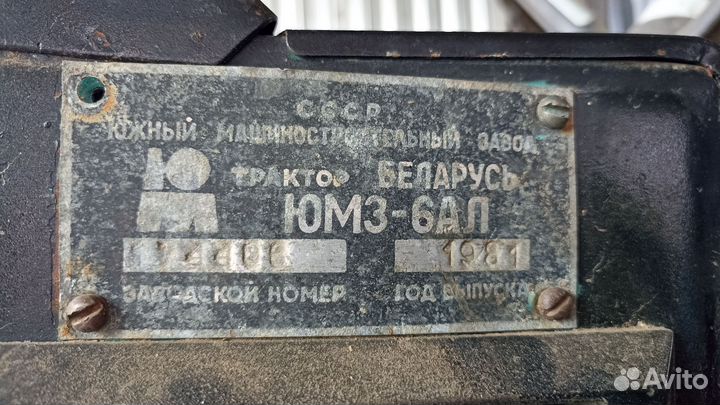 СССР
ЮЖНЫЙ МАШИНОСТРОИТЕЛЬНЫЙ ЗАВОД
ТРАКТОР БЕЛАРУСЬ
ЮМЗ-6АЛ
1981
ЗАВОДСКОЙ НОМЕР ГОД ВЫПУСКА
Avito